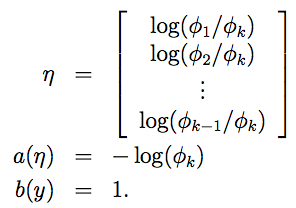 η = [ log(ϕ₁/ϕₖ)
log(ϕ₂/ϕₖ)
⋮
log(ϕₖ₋₁/ϕₖ) ]
a(η) = − log(ϕₖ)
b(y) = 1.